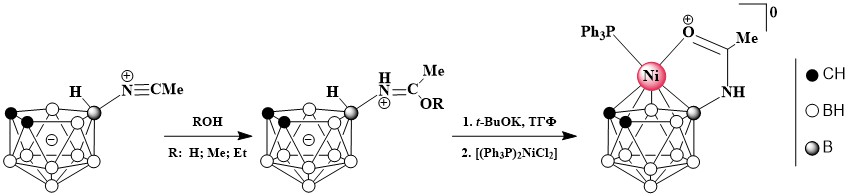 H
⊕
N≡CMe
⊖
ROH
R: H; Me; Et
H
H
N
⊕
Me
OR
⊖
1. t-BuOK, ТГФ
2. [(Ph3P)2NiCl2]
Ph3P
⊕
O
Me
Ni
NH
0
CH
BH
B